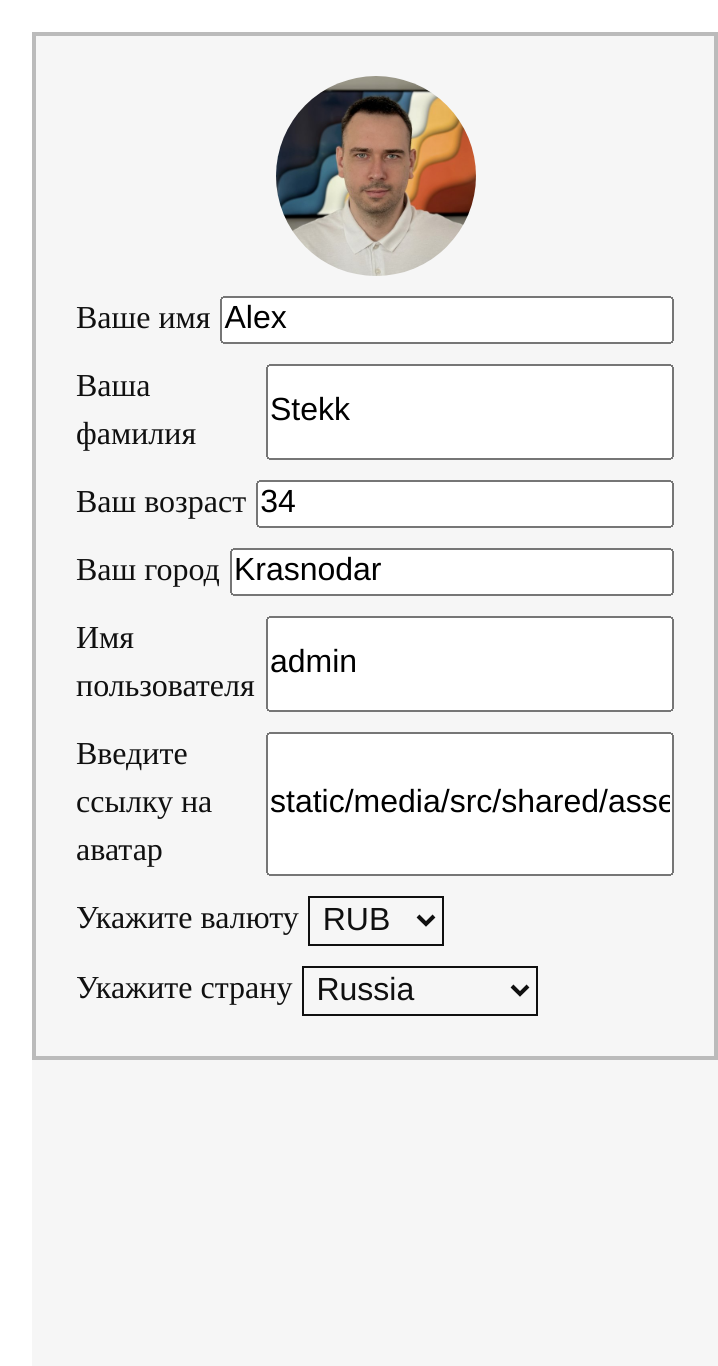 Ваше имя Alex
Ваша
фамилия
Stekk
Ваш возраст 34
Ваш город Krasnodar
Имя
пользователя
admin
Введите
ссылку на
аватар
static/media/src/shared/asse
Укажите валюту RUB
Укажите страну Russia